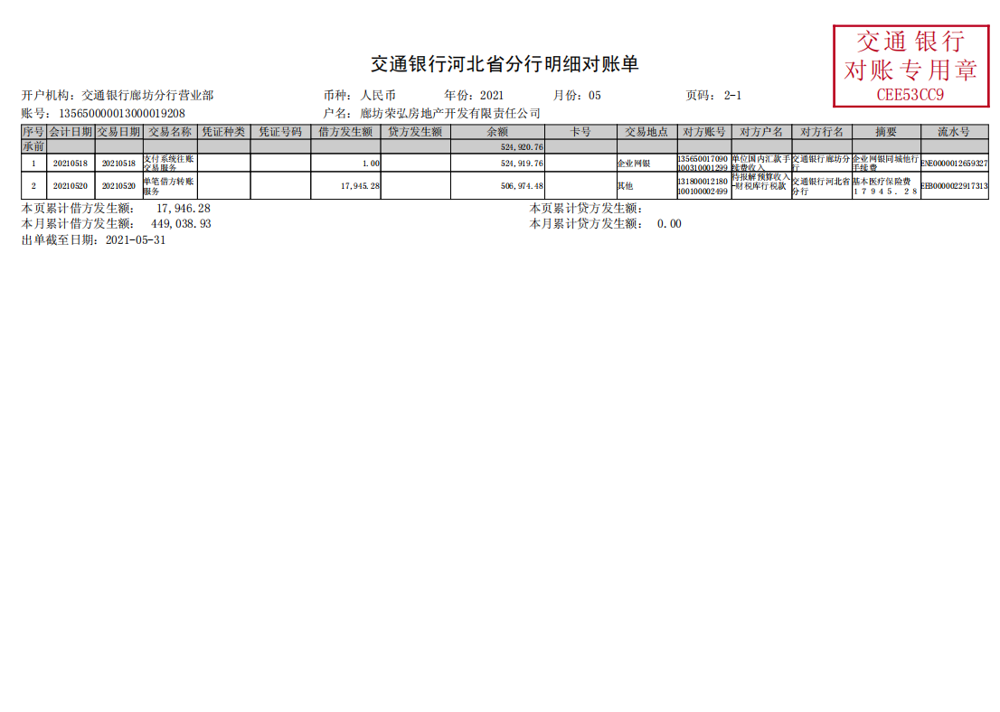 交通银行
对账专用章
CEE53CC9
交通银行河北省分行明细对账单
开户机构：交通银行廊坊分行营业部 币种：人民币 年份：2021 月份：05 页码：2-1
账号：135650000013000019208 户名：廊坊荣弘房地产开发有限责任公司
序号 会计日期 交易日期 交易名称 凭证种类 凭证号码 借方发生额 贷方发生额 余额 卡号 交易地点 对方账号 对方户名 对方行名 摘要 流水号
承前 524,920.76
1 20210518 20210518 支付系统往账交易服务 1.00 524,919.76 企业网银 135650017090100310001299 单位国内汇款手续费收入 交通银行廊坊分行 企业网银同城他行手续费 ENE0000012659327
2 20210520 20210520 单笔借方转账服务 17,945.28 506,974.48 其他 131800012180100100002499 待报解预算收入-财税库行税款 交通银行河北省分行 基本医疗保险费１７９４５．２８ EEB0000022917313
本页累计借方发生额： 17,946.28 本页累计贷方发生额：
本月累计借方发生额： 449,038.93 本月累计贷方发生额： 0.00
出单截至日期：2021-05-31